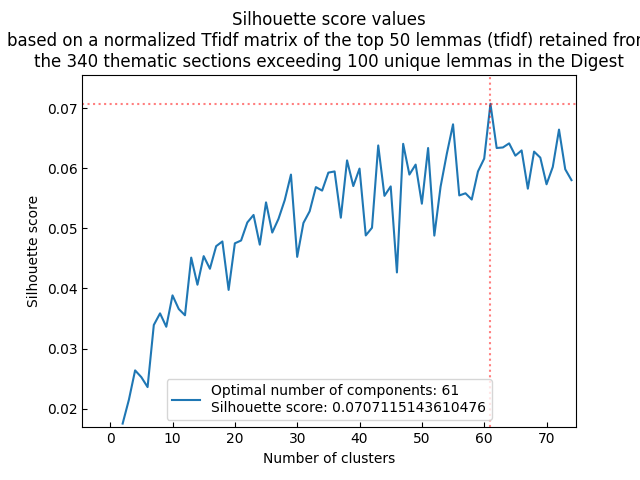 Silhouette score values
based on a normalized Tfidf matrix of the top 50 lemmas (tfidf) retained from
the 340 thematic sections exceeding 100 unique lemmas in the Digest
0.07
0.06
0.05
0.04
0.03
0.02
Silhouette score
Optimal number of components: 61
Silhouette score: 0.0707115143610476
0 10 20 30 40 50 60 70
Number of clusters